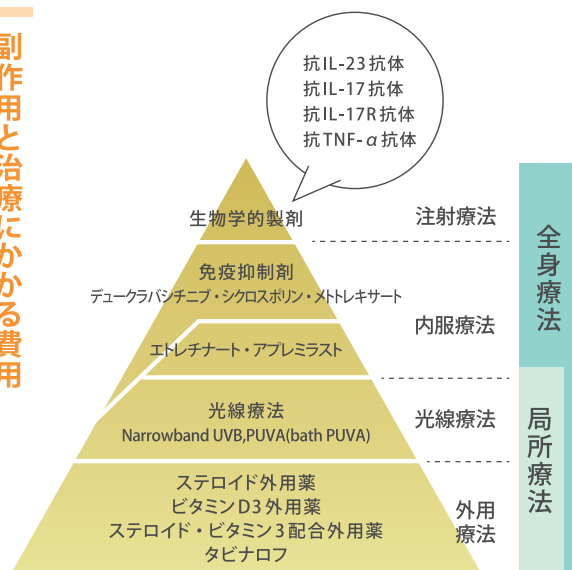 副作用と治療にかかる費用
抗IL-23抗体
抗IL-17抗体
抗IL-17R抗体
抗TNF-α抗体
生物学的製剤
注射療法
免疫抑制剤
デュークラバシチニブ・シクロスポリン・メトトレキサート
エトレチナート・アプレミラスト
内服療法
光線療法
Narrowband UVB,PUVA(bath PUVA)
光線療法
ステロイド外用薬
ビタミンD3外用薬
ステロイド・ビタミン3配合外用薬
タピナロフ
外用
療法
全身療法
局所療法